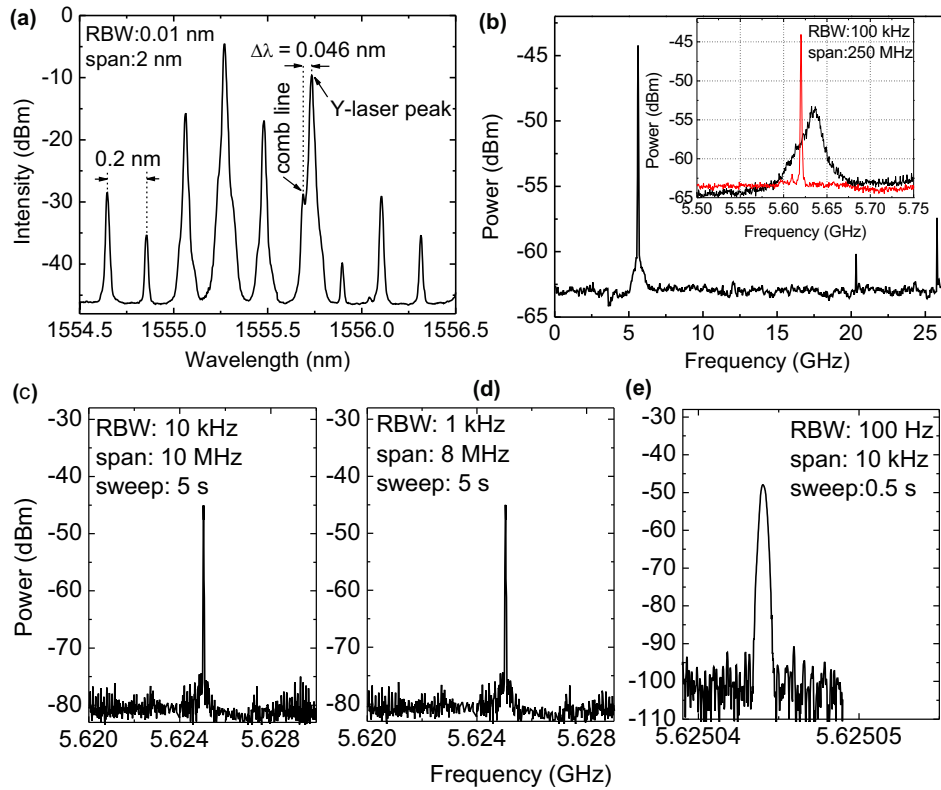 (a)
RBW:0.01 nm
span:2 nm
Δλ = 0.046 nm
comb line
Y-laser peak
0.2 nm
0
-10
-20
-30
-40
Intensity (dBm)
1554.5 1555.0 1555.5 1556.0 1556.5
Wavelength (nm)
(b)
-40
-45
-50
-55
-60
-65
Power (dBm)
0 5 10 15 20 25
Frequency (GHz)
RBW:100 kHz
span:250 MHz
-45
-50
-55
-60
-65
Power (dBm)
5.50 5.55 5.60 5.65 5.70 5.75
Frequency (GHz)
(c)
RBW: 10 kHz
span: 10 MHz
sweep: 5 s
-30
-40
-50
-60
-70
-80
Power (dBm)
5.620 5.624 5.628
(d)
RBW: 1 kHz
span: 8 MHz
sweep: 5 s
-30
-40
-50
-60
-70
-80
5.620 5.624 5.628
(e)
RBW: 100 Hz
span: 10 kHz
sweep:0.5 s
-30
-40
-50
-60
-70
-80
-90
-100
-110
5.62504 5.62505
Frequency (GHz)